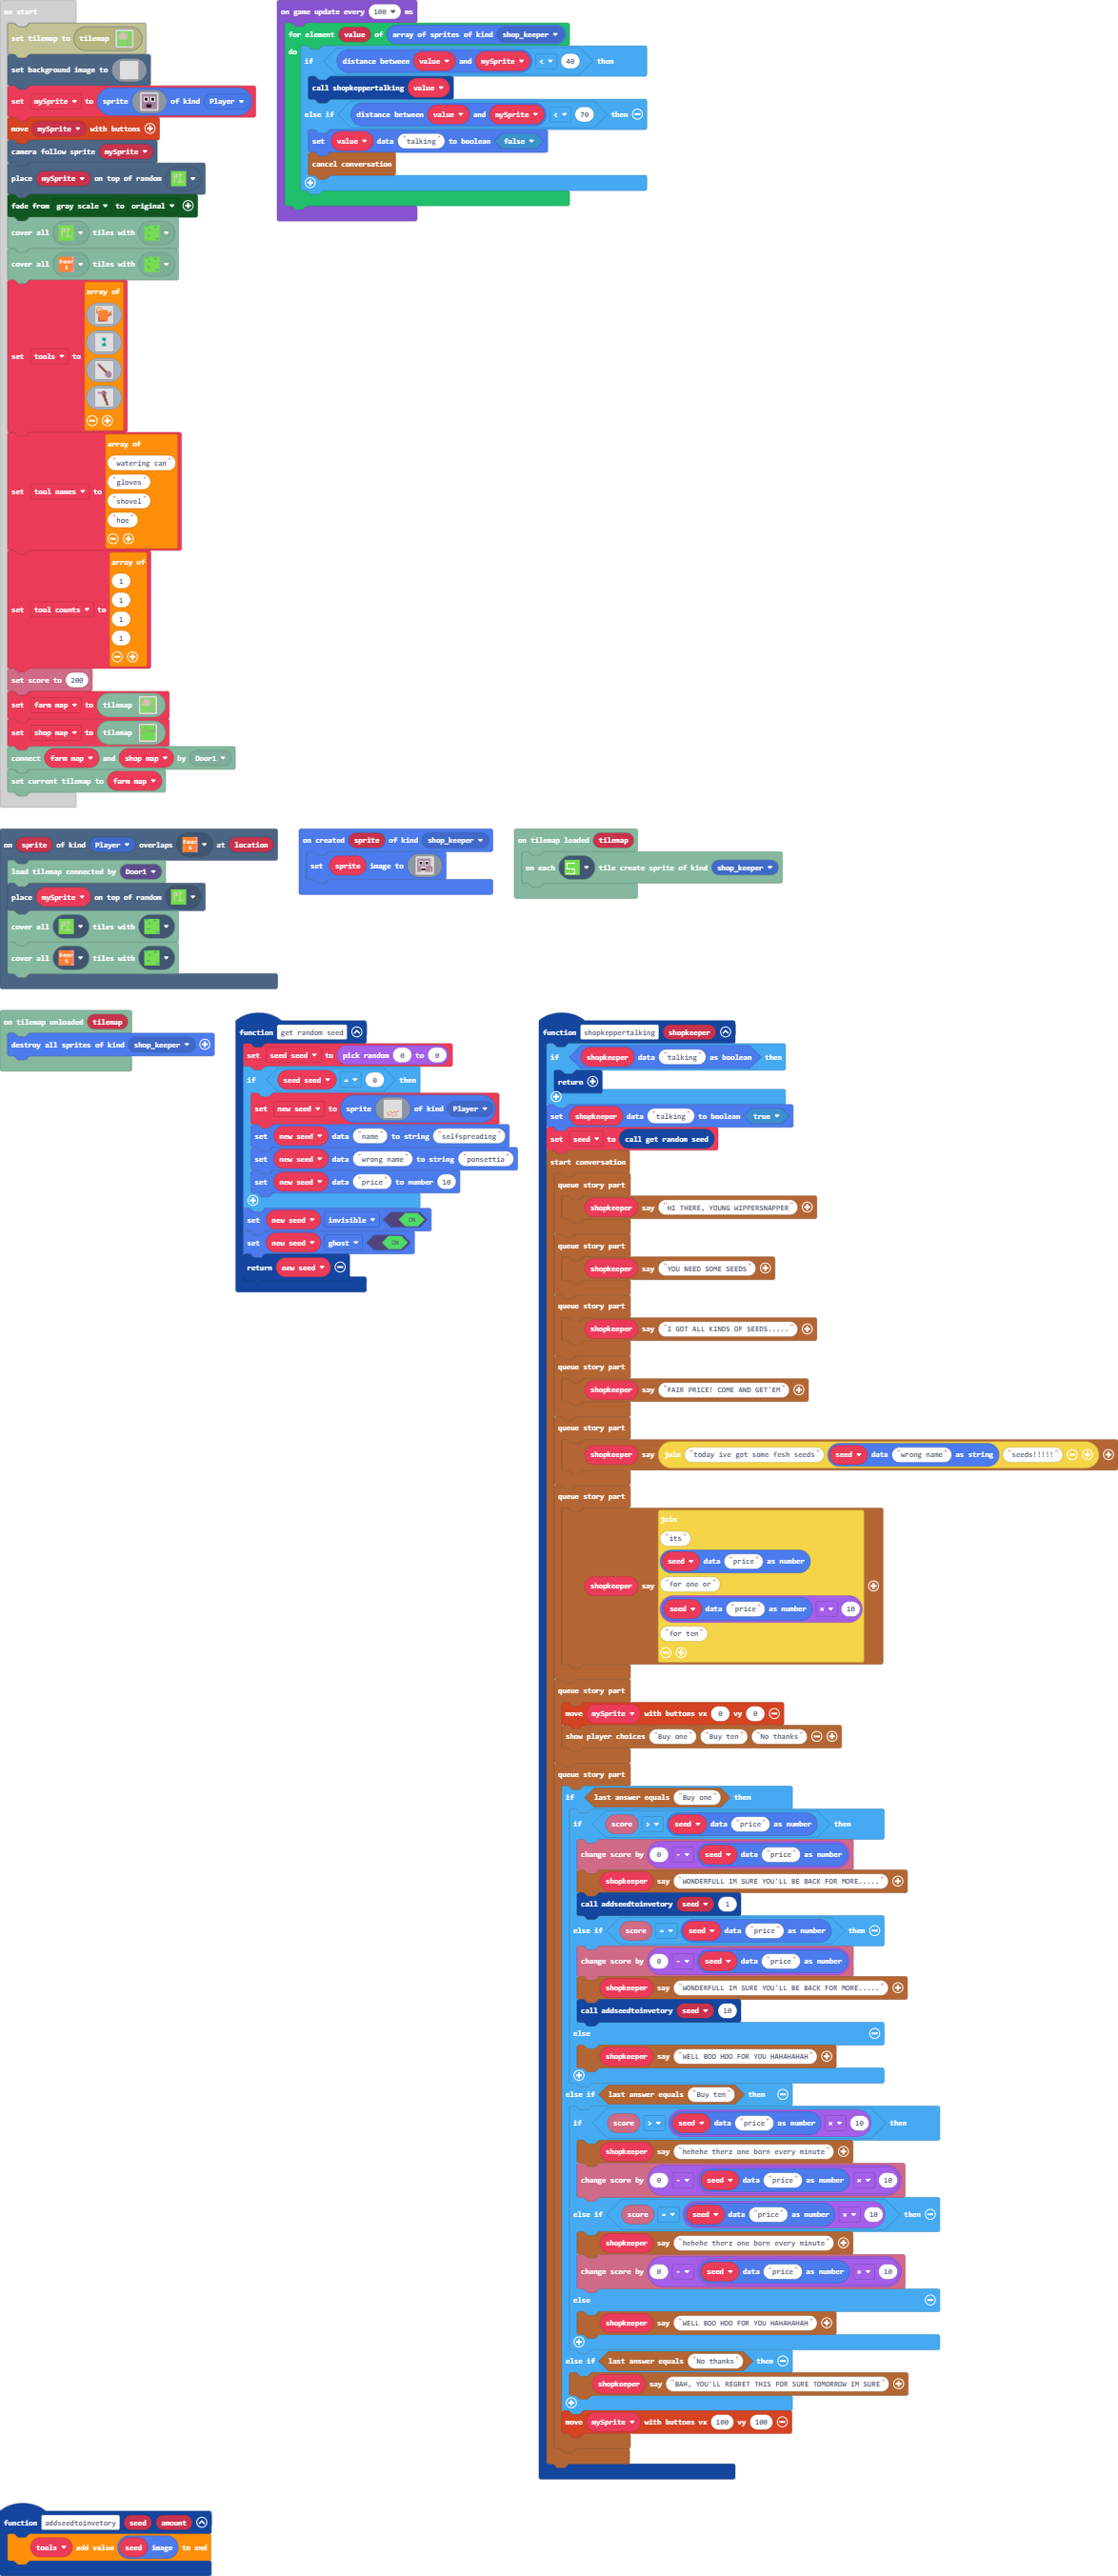 on start
set tilemap to tilemap
set background image to
set mySprite to sprite of kind Player
move mySprite with buttons
camera follow sprite mySprite
place mySprite on top of random
fade from gray scale to original
cover all tiles with
cover all Door 1 tiles with
set tools to array of
set tool names to array of
"watering can"
"gloves"
"shovel"
"hoe"
set tool counts to array of
1
1
1
1
set score to 200
set farm map to tilemap
set shop map to tilemap
connect farm map and shop map by Door1
set current tilemap to farm map
on game update every 100 ms
for element value of array of sprites of kind shop_keeper
do
if distance between value and mySprite < 40 then
call shopkeppertalking value
else if distance between value and mySprite < 70 then
set value data "talking" to boolean false
cancel conversation
on sprite of kind Player overlaps at location
load tilemap connected by Door1
place mySprite on top of random
cover all tiles with
cover all tiles with
on created sprite of kind shop_keeper
set sprite image to
on tilemap loaded tilemap
on each tile create sprite of kind shop_keeper
on tilemap unloaded tilemap
destroy all sprites of kind shop_keeper
function get random seed
set seed seed to pick random 0 to 0
if seed seed = 0 then
set new seed to sprite of kind Player
set new seed data "name" to string "selfspreading"
set new seed data "wrong name" to string "ponsettia"
set new seed data "price" to number 10
set new seed invisible ON
set new seed ghost ON
return new seed
function shopkeppertalking shopkeeper
if shopkeeper data "talking" as boolean then
return
set shopkeeper data "talking" to boolean true
set seed to call get random seed
start conversation
queue story part
shopkeeper say "HI THERE, YOUNG WIPPERSNAPPER"
queue story part
shopkeeper say "YOU NEED SOME SEEDS"
queue story part
shopkeeper say "I GOT ALL KINDS OF SEEDS....."
queue story part
shopkeeper say "FAIR PRICE! COME AND GET'EM"
queue story part
shopkeeper say join "today ive got some fesh seeds" seed data "wrong name" as string "seeds!!!!!"
queue story part
shopkeeper say join
"its"
seed data "price" as number
"for one or"
seed data "price" as number × 10
"for ten"
queue story part
move mySprite with buttons vx 0 vy 0
show player choices "Buy one" "Buy ten" "No thanks"
queue story part
if last answer equals "Buy one" then
if score > seed data "price" as number then
change score by 0 - seed data "price" as number
shopkeeper say "WONDERFULL IM SURE YOU'LL BE BACK FOR MORE....."
call addseedtoinvetory seed 1
else if score = seed data "price" as number then
change score by 0 - seed data "price" as number
shopkeeper say "WONDERFULL IM SURE YOU'LL BE BACK FOR MORE....."
call addseedtoinvetory seed 10
else
shopkeeper say "WELL BOO HOO FOR YOU HAHAHAHAH"
else if last answer equals "Buy ten" then
if score > seed data "price" as number × 10 then
shopkeeper say "hehehe therz one born every minute"
change score by 0 - seed data "price" as number × 10
else if score = seed data "price" as number × 10 then
shopkeeper say "hehehe therz one born every minute"
change score by 0 - seed data "price" as number × 10
else
shopkeeper say "WELL BOO HOO FOR YOU HAHAHAHAH"
else if last answer equals "No thanks" then
shopkeeper say "BAH, YOU'LL REGRET THIS FOR SURE TOMORROW IM SURE"
move mySprite with buttons vx 100 vy 100
function addseedtoinvetory seed amount
tools add value seed image to end